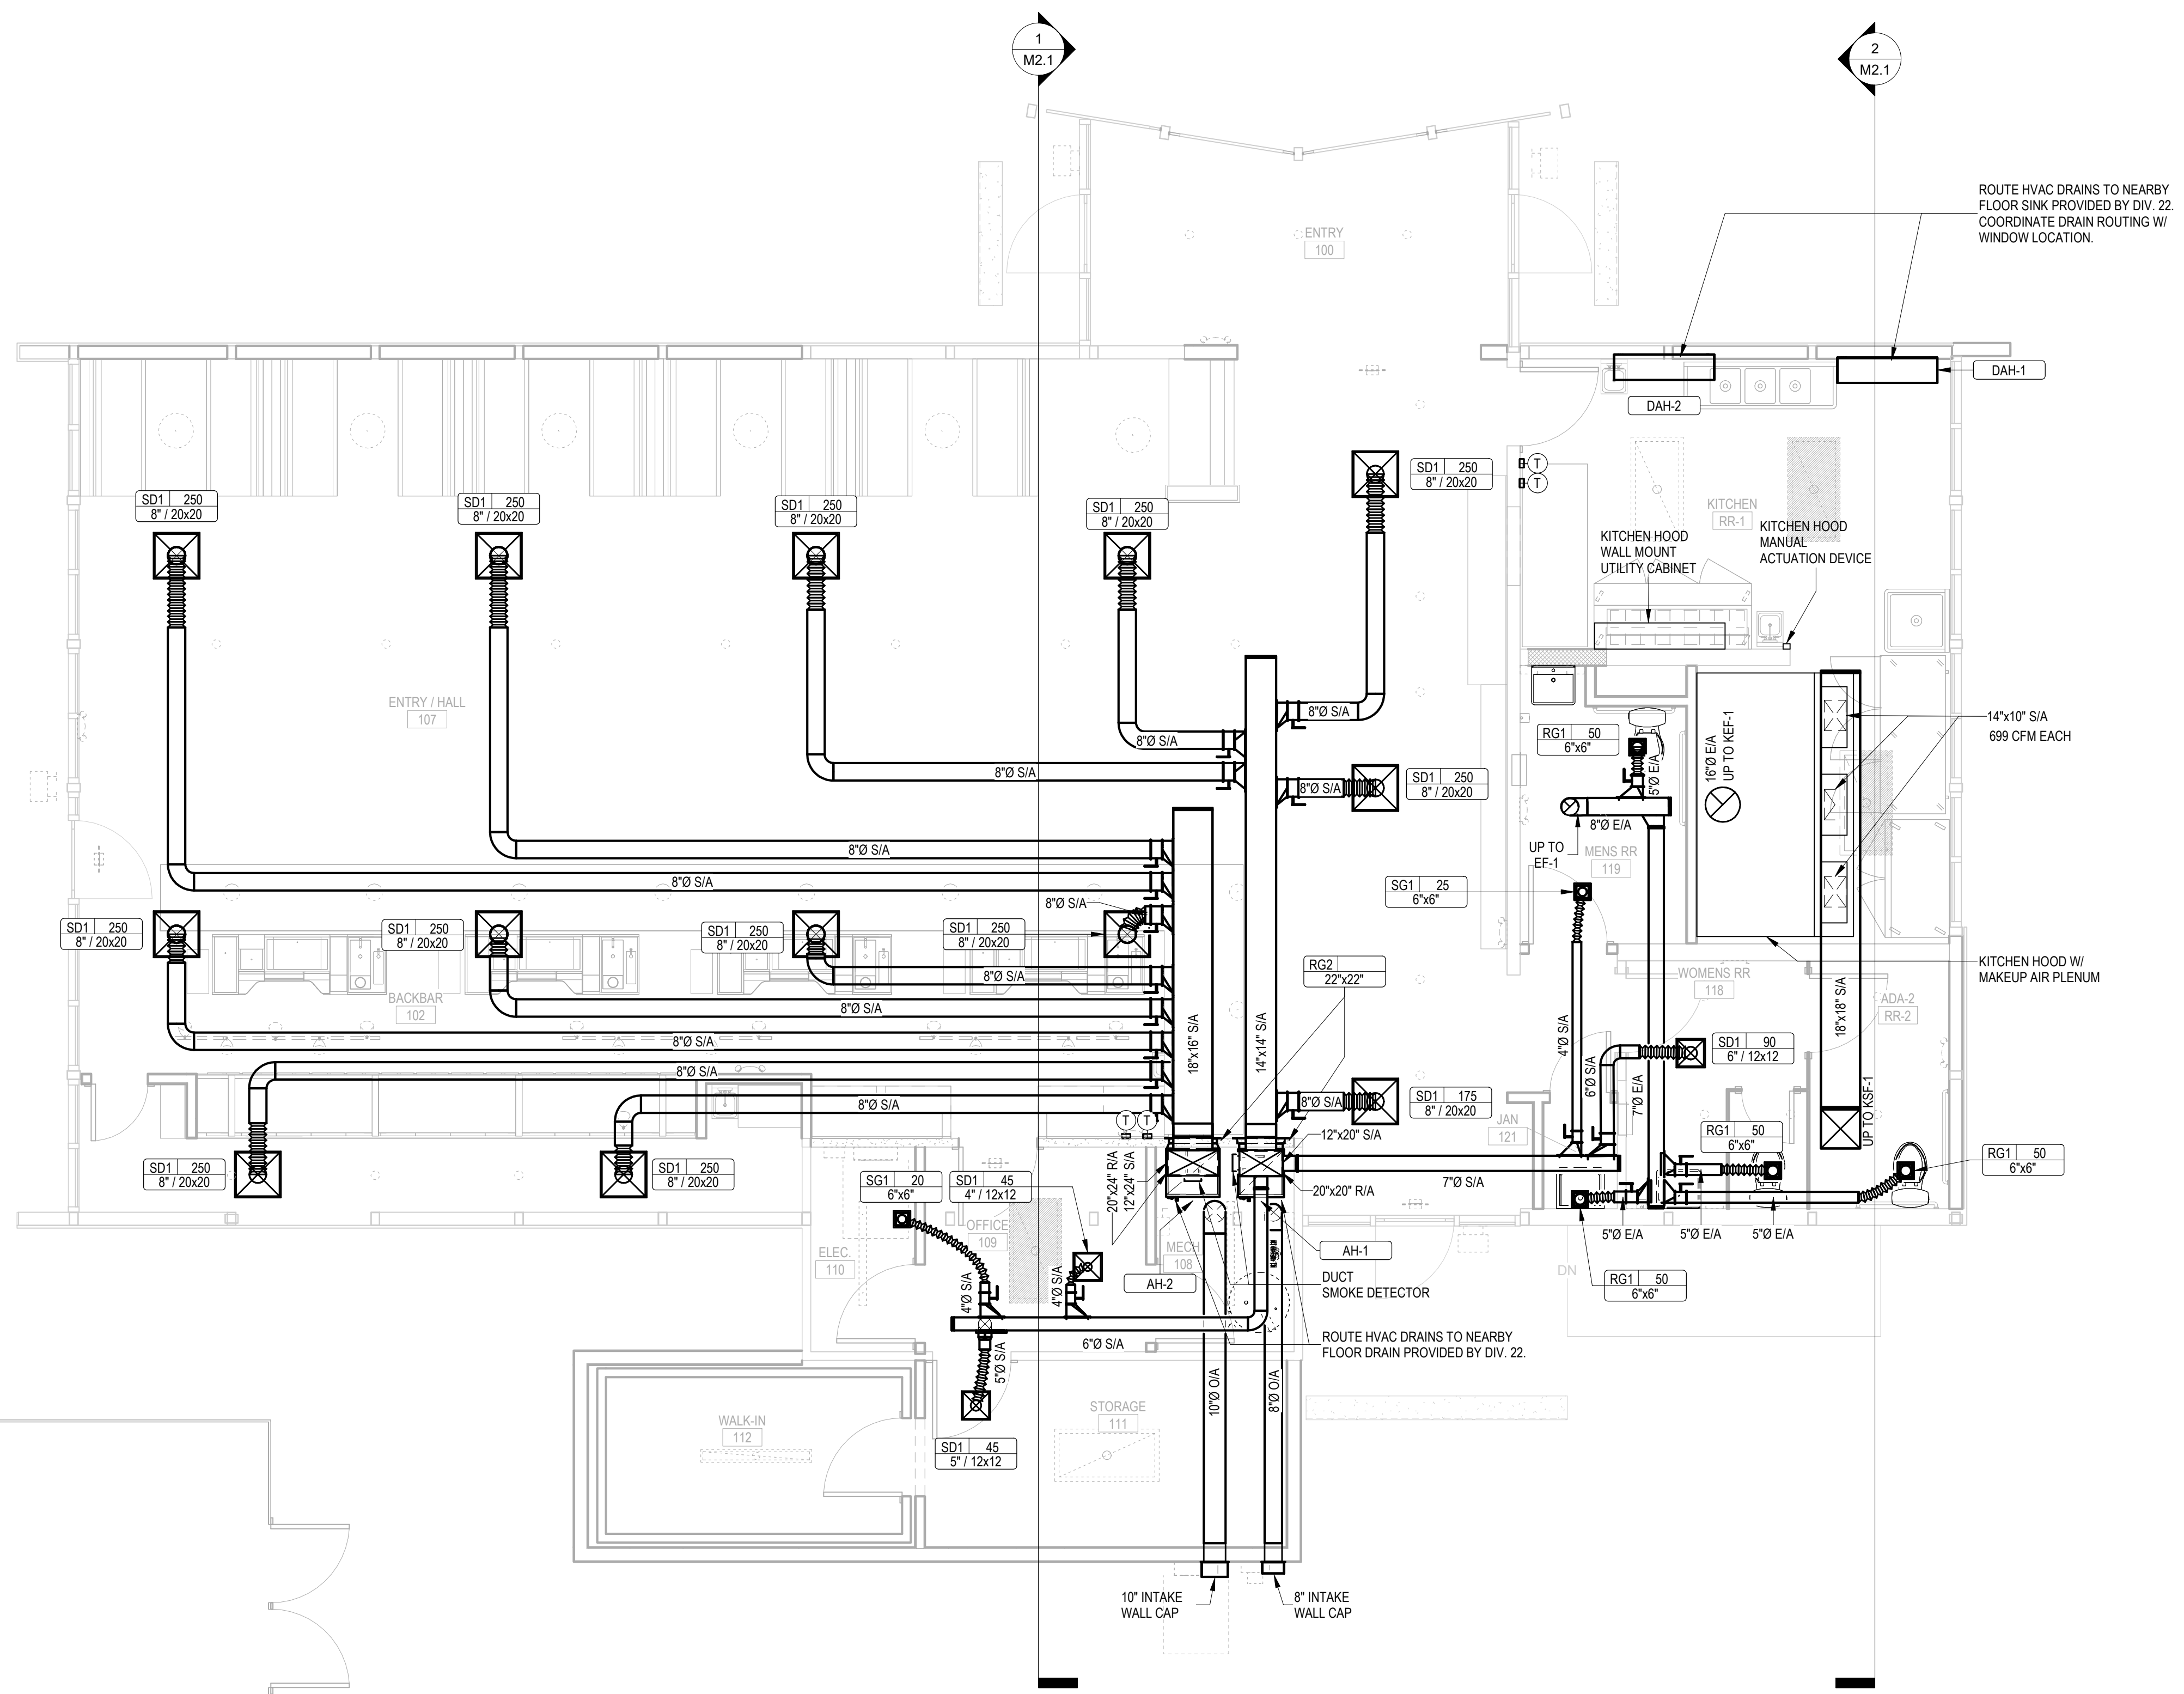 1
M2.1
2
M2.1
ROUTE HVAC DRAINS TO NEARBY
FLOOR SINK PROVIDED BY DIV. 22.
COORDINATE DRAIN ROUTING W/
WINDOW LOCATION.
ENTRY
100
DAH-1
DAH-2
SD1 250
8" / 20x20
SD1 250
8" / 20x20
SD1 250
8" / 20x20
SD1 250
8" / 20x20
SD1 250
8" / 20x20
T
T
KITCHEN
RR-1
KITCHEN HOOD
WALL MOUNT
UTILITY CABINET
KITCHEN HOOD
MANUAL
ACTUATION DEVICE
ENTRY / HALL
107
8"Ø S/A
8"Ø S/A
8"Ø S/A
8"Ø S/A
SD1 250
8" / 20x20
RG1 50
6"x6"
5"Ø E/A
16"Ø E/A
UP TO KEF-1
14"x10" S/A
699 CFM EACH
8"Ø E/A
UP TO
EF-1
MENS RR
119
8"Ø S/A
8"Ø S/A
8"Ø S/A
SG1 25
6"x6"
SD1 250
8" / 20x20
SD1 250
8" / 20x20
SD1 250
8" / 20x20
SD1 250
8" / 20x20
RG2
22"x22"
KITCHEN HOOD W/
MAKEUP AIR PLENUM
8"Ø S/A
BACKBAR
102
8"Ø S/A
8"Ø S/A
8"Ø S/A
8"Ø S/A
18"x16" S/A
14"x14" S/A
WOMENS RR
118
18"x18" S/A
ADA-2
RR-2
4"Ø S/A
6"Ø S/A
7"Ø E/A
SD1 90
6" / 12x12
UP TO KSF-1
8"Ø S/A
SD1 175
8" / 20x20
JAN
121
T
T
12"x20" S/A
RG1 50
6"x6"
RG1 50
6"x6"
SD1 250
8" / 20x20
SD1 250
8" / 20x20
SG1 20
6"x6"
SD1 45
4" / 12x12
20"x24" R/A
12"x24" S/A
20"x20" R/A
7"Ø S/A
5"Ø E/A
5"Ø E/A
5"Ø E/A
OFFICE
109
MECH
108
AH-1
ELEC.
110
4"Ø S/A
4"Ø S/A
AH-2
DUCT
SMOKE DETECTOR
DN
RG1 50
6"x6"
6"Ø S/A
ROUTE HVAC DRAINS TO NEARBY
FLOOR DRAIN PROVIDED BY DIV. 22.
5"Ø S/A
10"Ø O/A
8"Ø O/A
WALK-IN
112
STORAGE
111
SD1 45
5" / 12x12
10" INTAKE
WALL CAP
8" INTAKE
WALL CAP